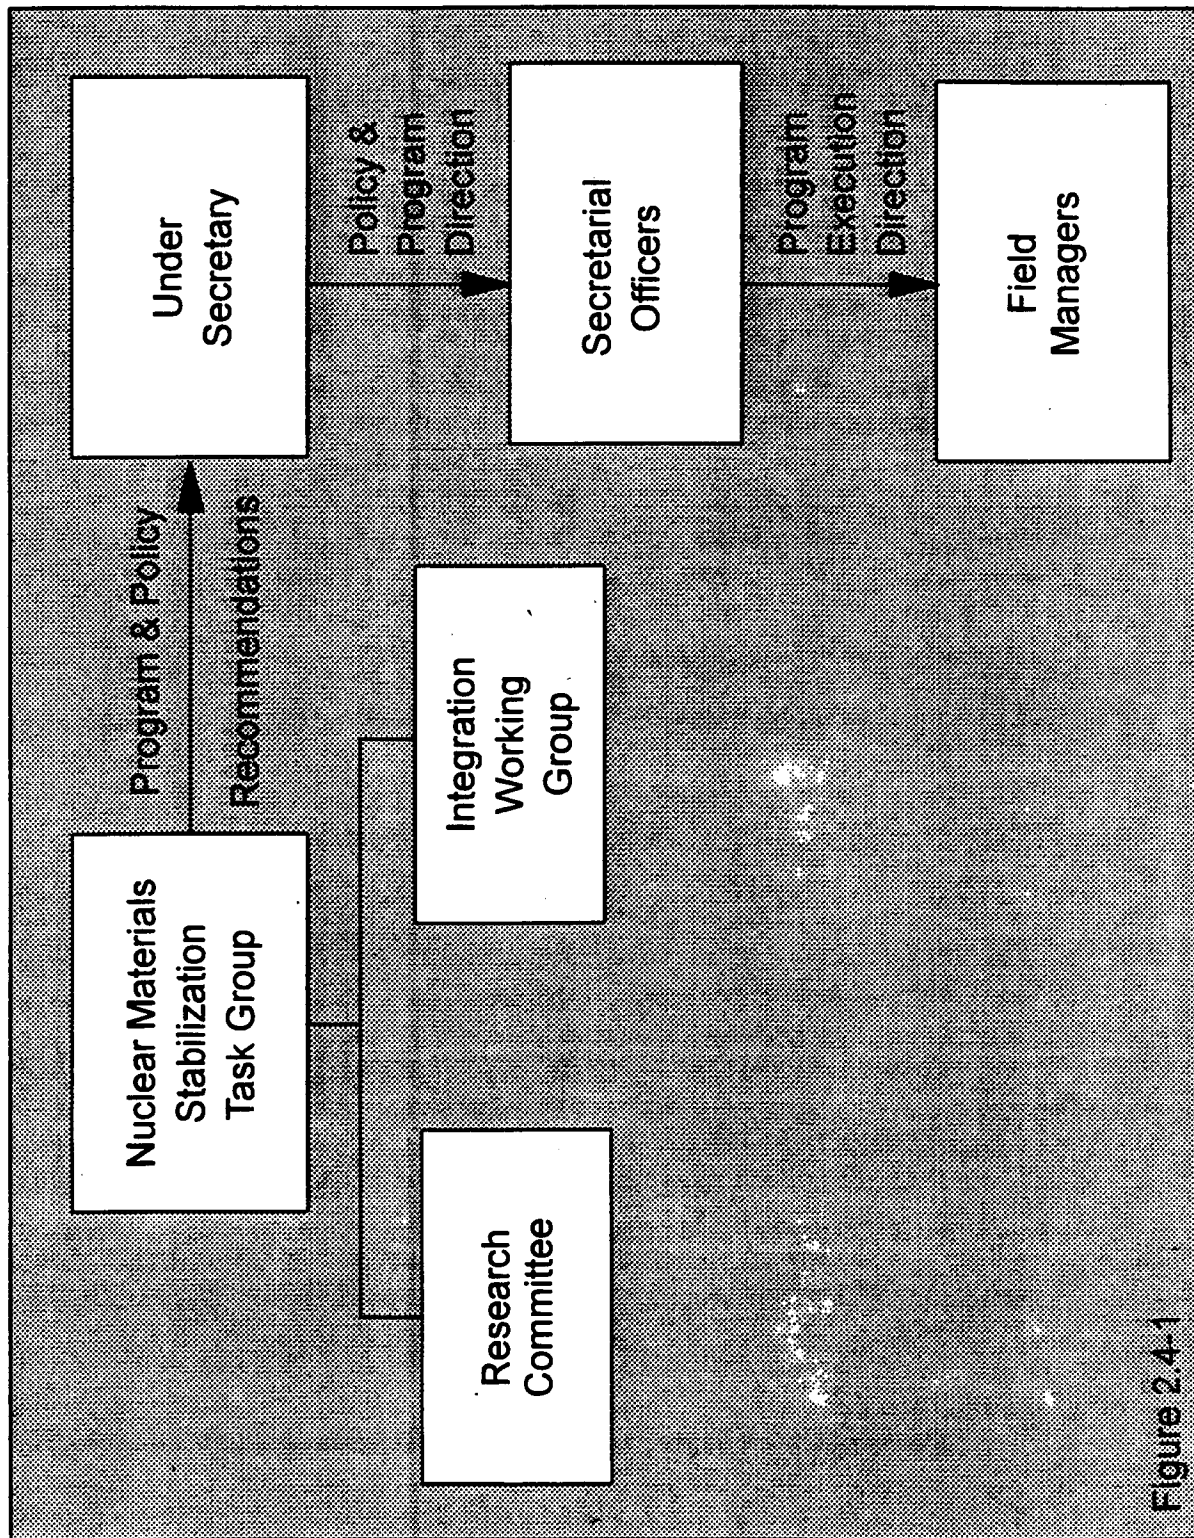 Nuclear Materials
Stabilization
Task Group
Program & Policy
Recommendations
Under
Secretary
Policy &
Program
Direction
Research
Committee
Integration
Working
Group
Secretarial
Officers
Program
Execution
Direction
Field
Managers
Figure 2.4-1